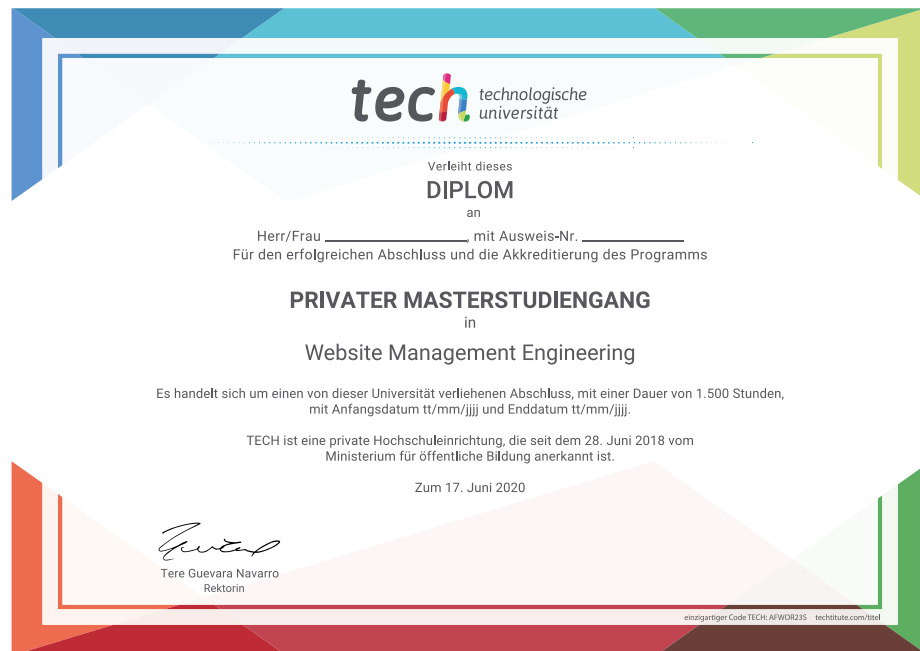 tech technologische
universität
Verleiht dieses
DIPLOM
an
Herr/Frau ____________________, mit Ausweis-Nr. ______________
Für den erfolgreichen Abschluss und die Akkreditierung des Programms
PRIVATER MASTERSTUDIENGANG
in
Website Management Engineering
Es handelt sich um einen von dieser Universität verliehenen Abschluss, mit einer Dauer von 1.500 Stunden,
mit Anfangsdatum tt/mm/jjjj und Enddatum tt/mm/jjjj.
TECH ist eine private Hochschuleinrichtung, die seit dem 28. Juni 2018 vom
Ministerium für öffentliche Bildung anerkannt ist.
Zum 17. Juni 2020
Tere Guevara Navarro
Rektorin
einzigartiger Code TECH: AFWOR23S techtitute.com/titel